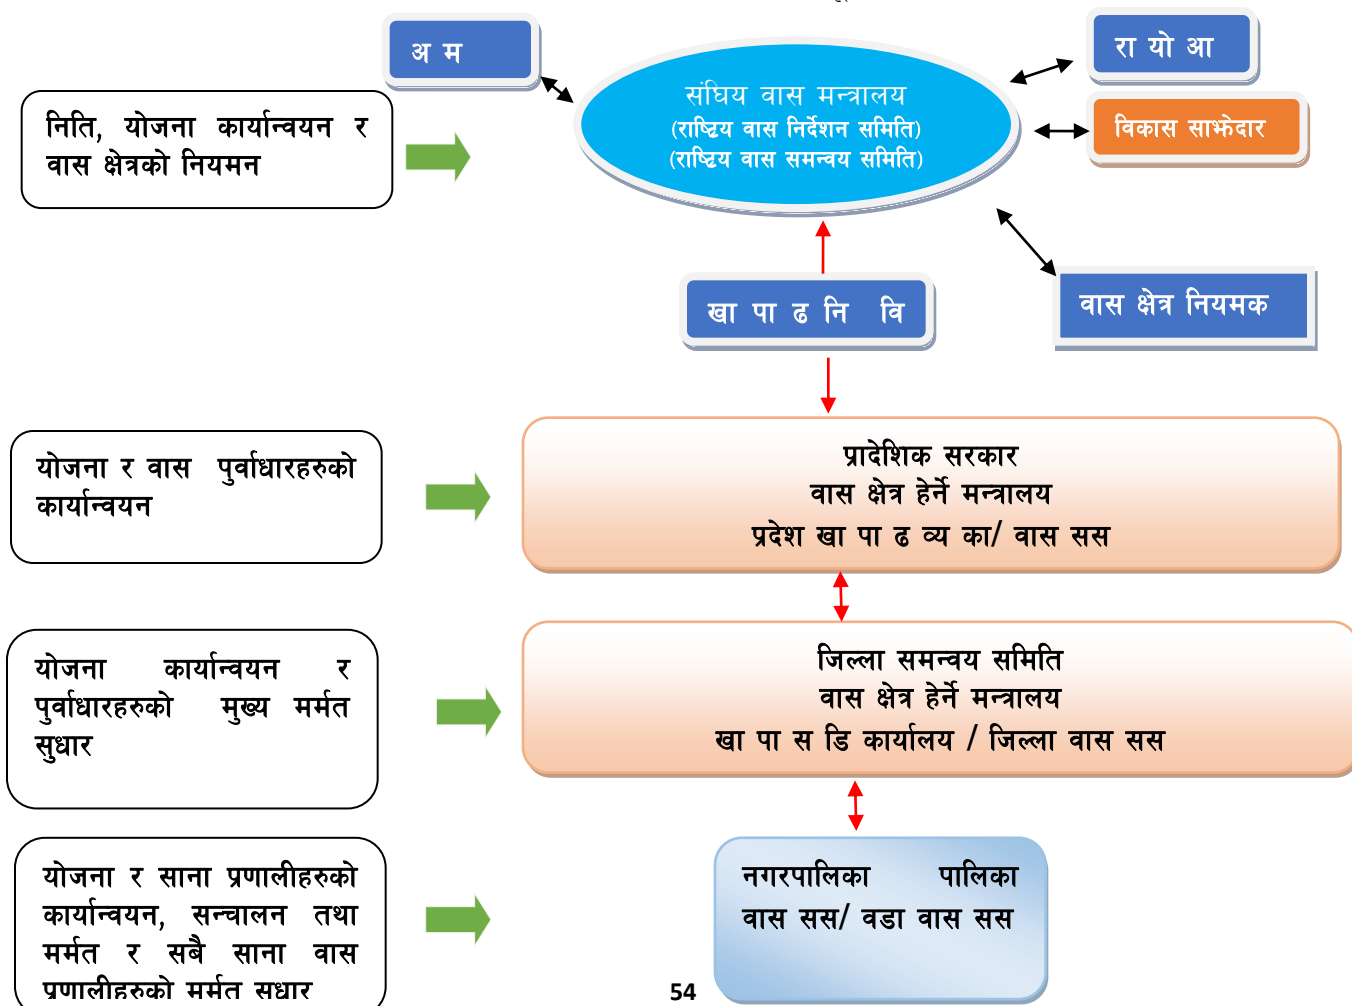 अ म
रा यो आ
संघिय वास मन्त्रालय
(राष्टिय वास निर्देशन समिति)
(राष्टिय वास समन्वय समिति)
विकास साझेदार
निति, योजना कार्यान्वयन र
वास क्षेत्रको नियमन
खा पा ढ नि वि
वास क्षेत्र नियमक
योजना र वास पुर्वाधारहरुको
कार्यान्वयन
प्रादेशिक सरकार
वास क्षेत्र हेर्ने मन्त्रालय
प्रदेश खा पा ढ व्य का/ वास सस
योजना कार्यान्वयन र
पुर्वाधारहरुको मुख्य मर्मत
सुधार
जिल्ला समन्वय समिति
वास क्षेत्र हेर्ने मन्त्रालय
खा पा स डि कार्यालय / जिल्ला वास सस
योजना र साना प्रणालीहरुको
कार्यान्वयन, सन्चालन तथा
मर्मत र सबै साना वास
प्रणालीहरुको मर्मत सुधार
नगरपालिका पालिका
वास सस/ वडा वास सस
54